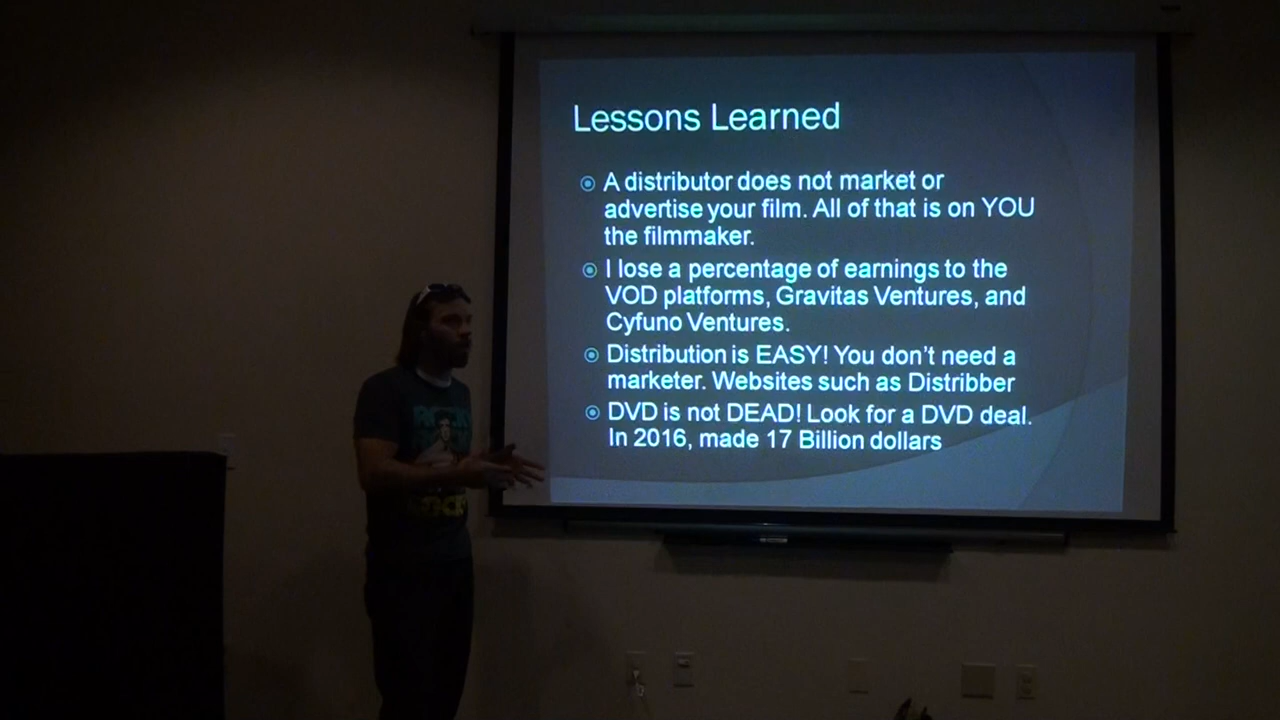 Lessons Learned
A distributor does not market or
advertise your film. All of that is on YOU
the filmmaker.
I lose a percentage of earnings to the
VOD platforms, Gravitas Ventures, and
Cyfuno Ventures.
Distribution is EASY! You don't need a
marketer. Websites such as Distribber
DVD is not DEAD! Look for a DVD deal.
In 2016, made 17 Billion dollars